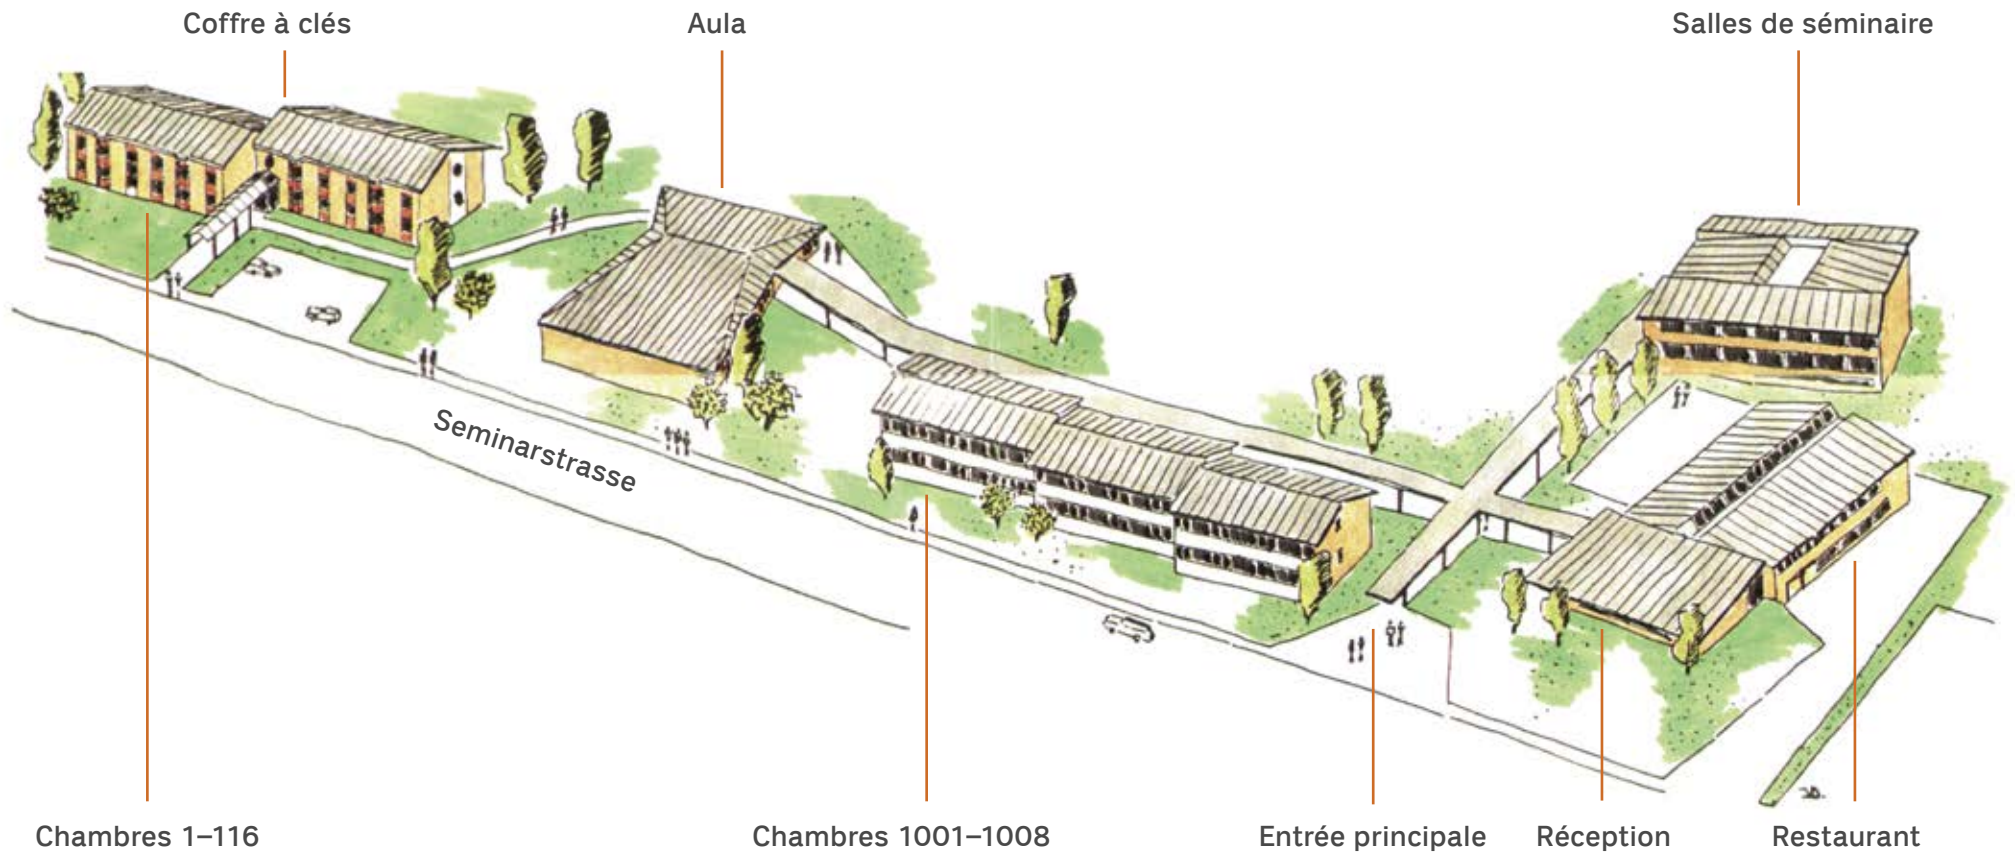 Coffre à clés
Aula
Salles de séminaire
Seminarstrasse
Chambres 1–116
Chambres 1001–1008
Entrée principale
Réception
Restaurant